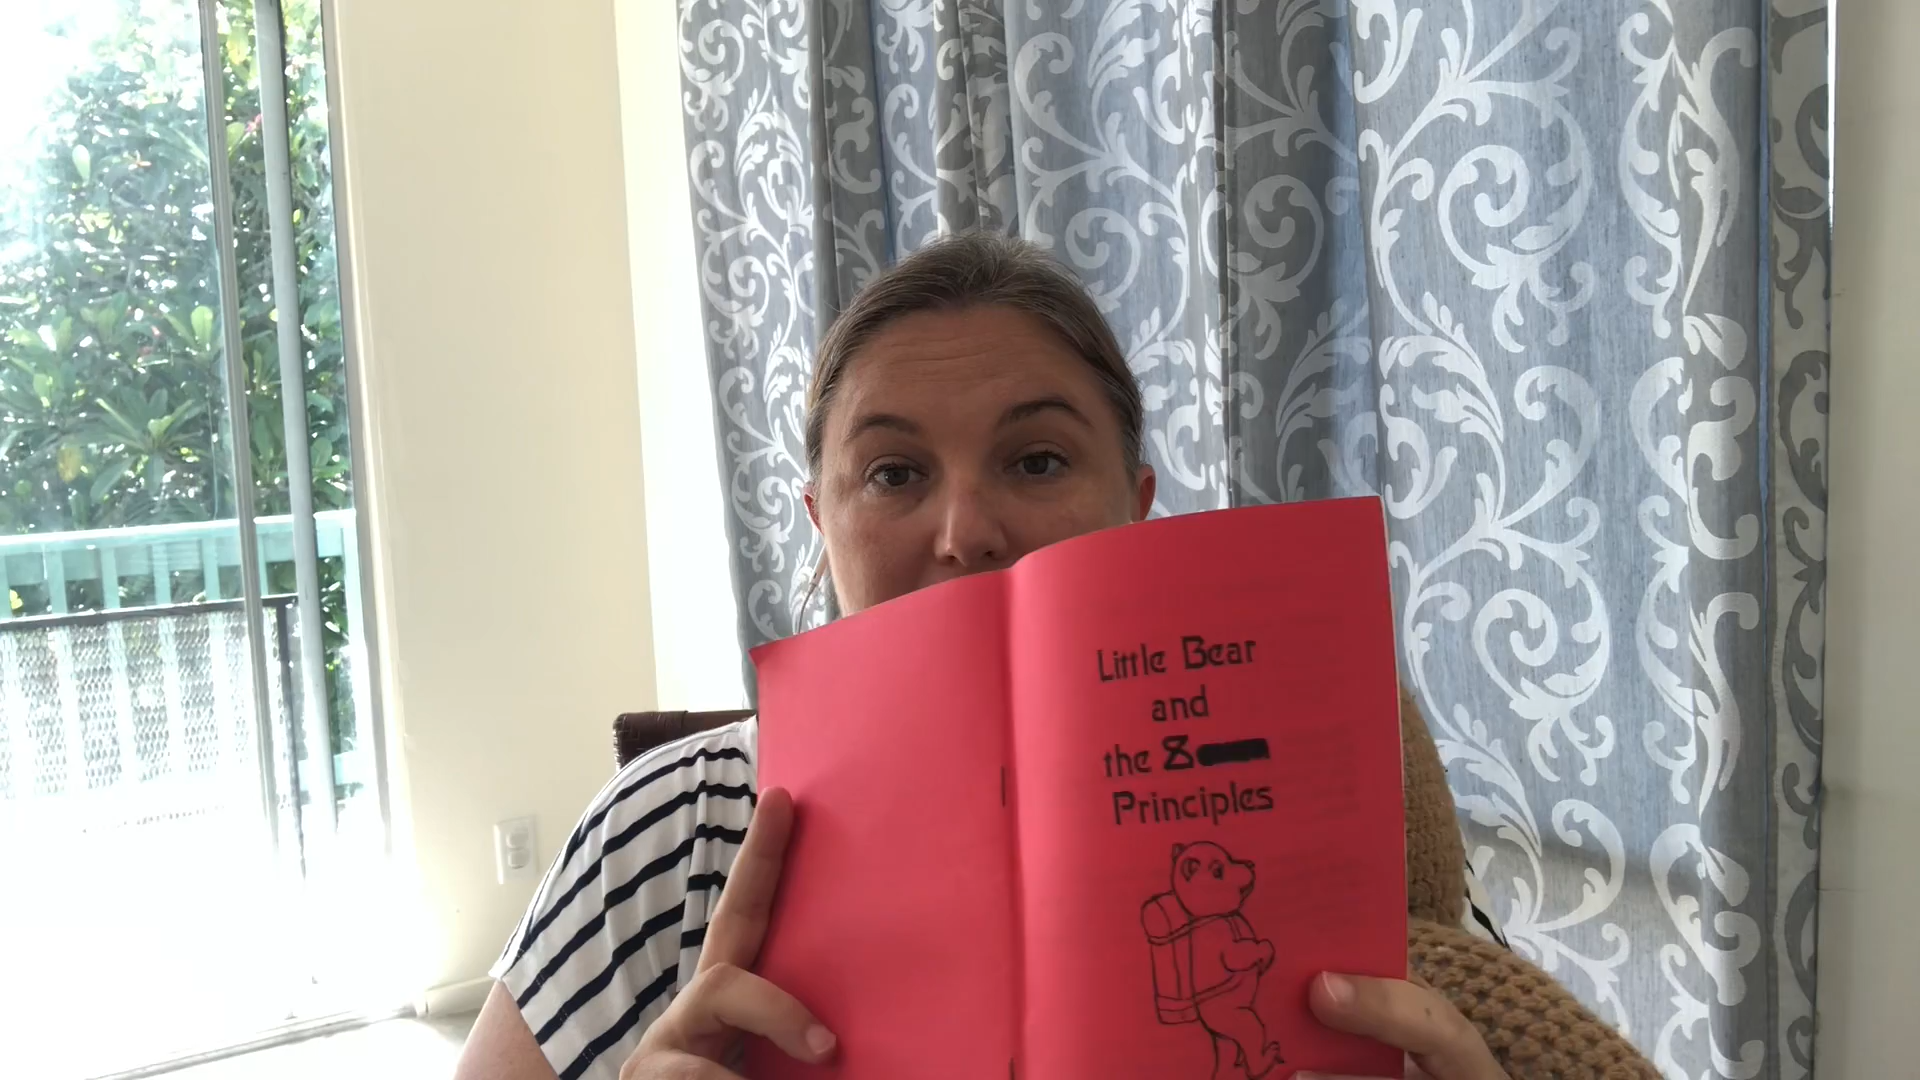 Little Bear
and
the 8
Principles